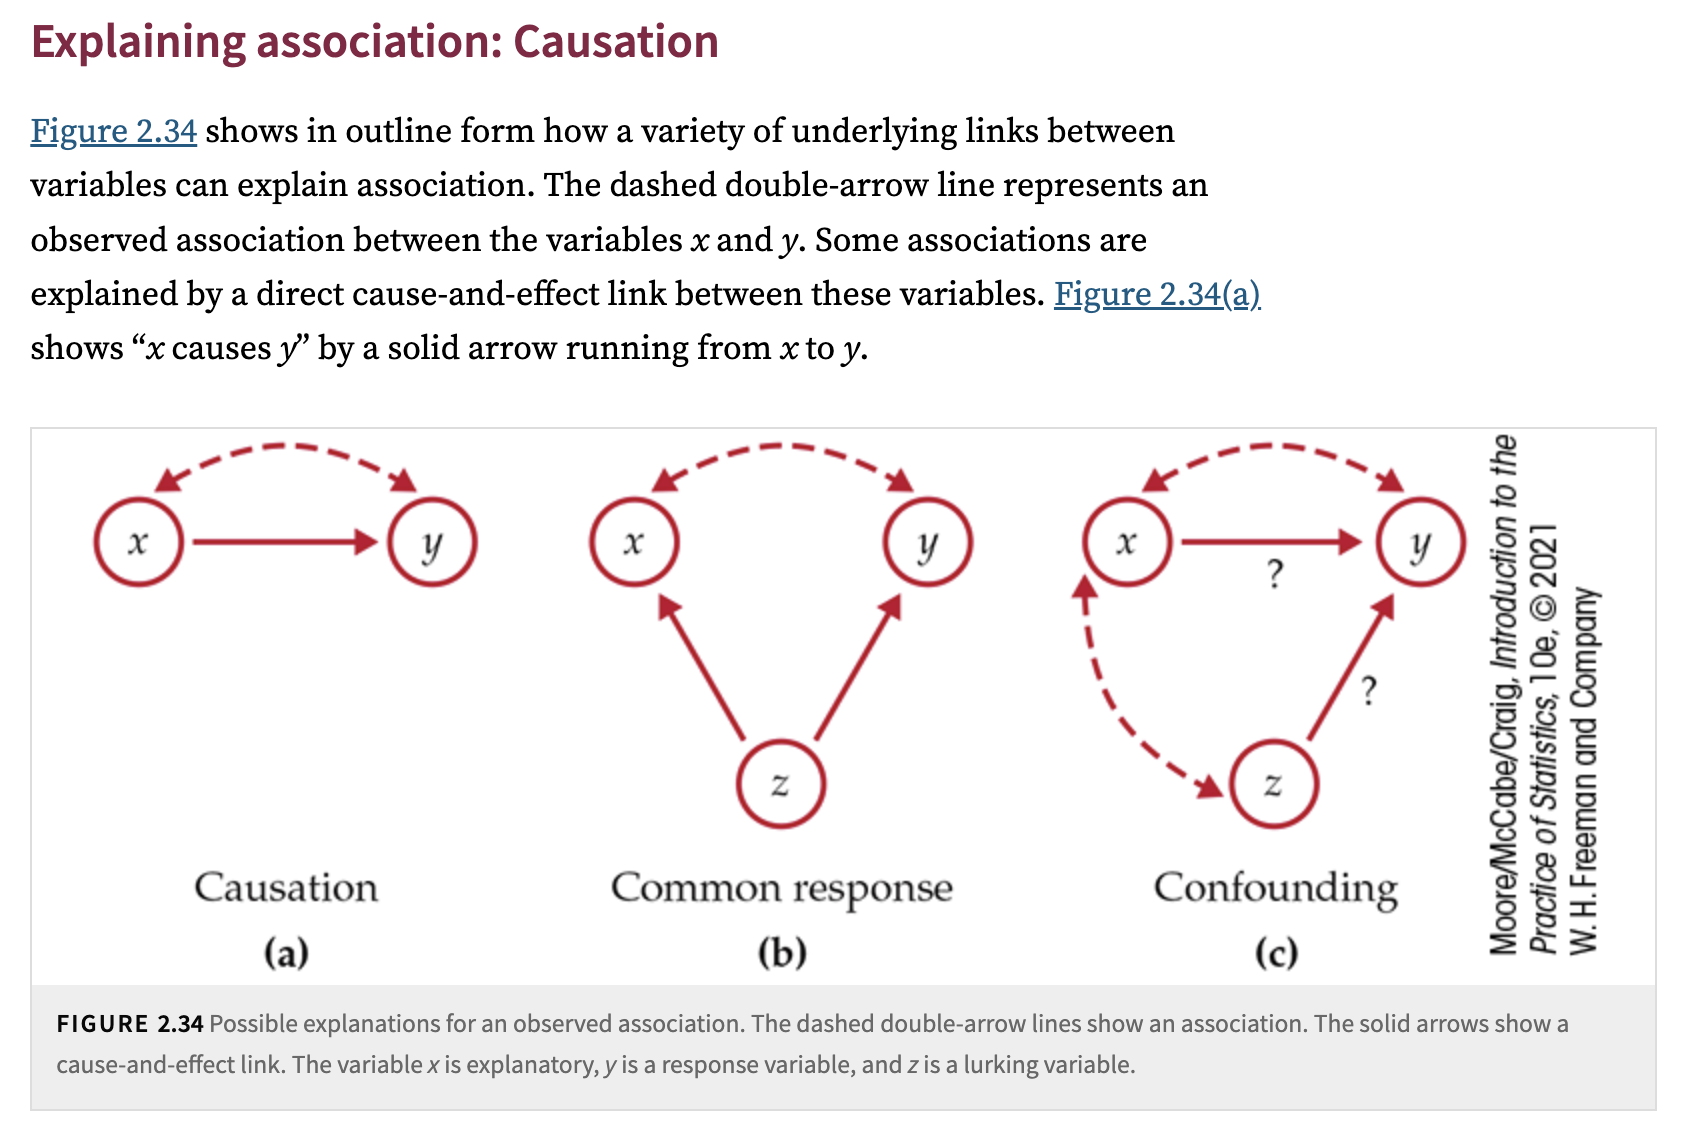 Explaining association: Causation
Figure 2.34 shows in outline form how a variety of underlying links between
variables can explain association. The dashed double-arrow line represents an
observed association between the variables x and y. Some associations are
explained by a direct cause-and-effect link between these variables. Figure 2.34(a)
shows “x causes y” by a solid arrow running from x to y.
x
y
Causation
(a)
x
y
z
Common response
(b)
x
?
y
?
z
Confounding
(c)
Moore/McCabe/Craig, Introduction to the
Practice of Statistics, 10e, © 2021
W. H. Freeman and Company
FIGURE 2.34 Possible explanations for an observed association. The dashed double-arrow lines show an association. The solid arrows show a
cause-and-effect link. The variable x is explanatory, y is a response variable, and z is a lurking variable.